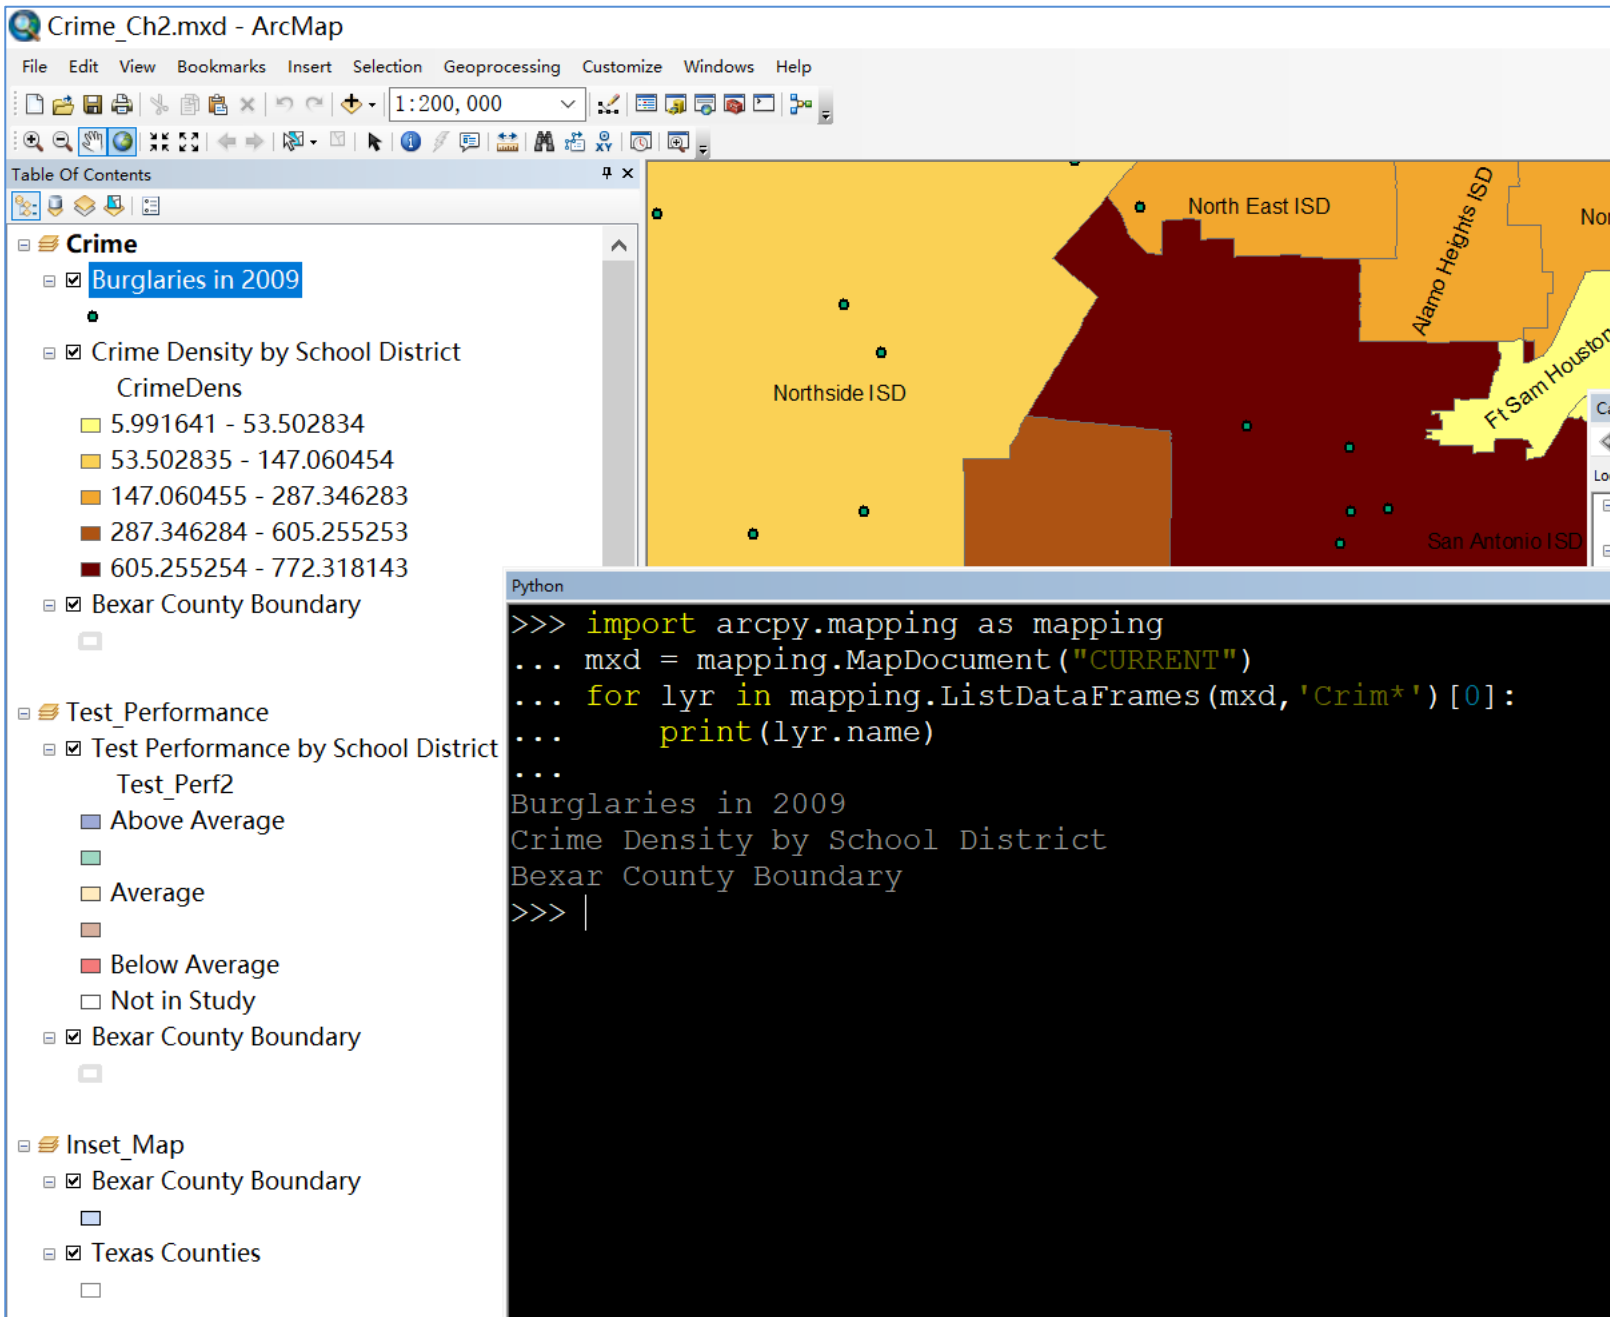 Crime_Ch2.mxd - ArcMap
File Edit View Bookmarks Insert Selection Geoprocessing Customize Windows Help
1:200,000
Table Of Contents
Crime
Burglaries in 2009
Crime Density by School District
CrimeDens
5.991641 - 53.502834
53.502835 - 147.060454
147.060455 - 287.346283
287.346284 - 605.255253
605.255254 - 772.318143
Bexar County Boundary
Test_Performance
Test Performance by School District
Test_Perf2
Above Average
Average
Below Average
Not in Study
Bexar County Boundary
Inset_Map
Bexar County Boundary
Texas Counties
North East ISD
Alamo Heights ISD
Nor
Northside ISD
Ft Sam Houston
San Antonio ISD
Ca
Lo
Python
>>> import arcpy.mapping as mapping
... mxd = mapping.MapDocument("CURRENT")
... for lyr in mapping.ListDataFrames(mxd,'Crim*')[0]:
...     print(lyr.name)
...
Burglaries in 2009
Crime Density by School District
Bexar County Boundary
>>>